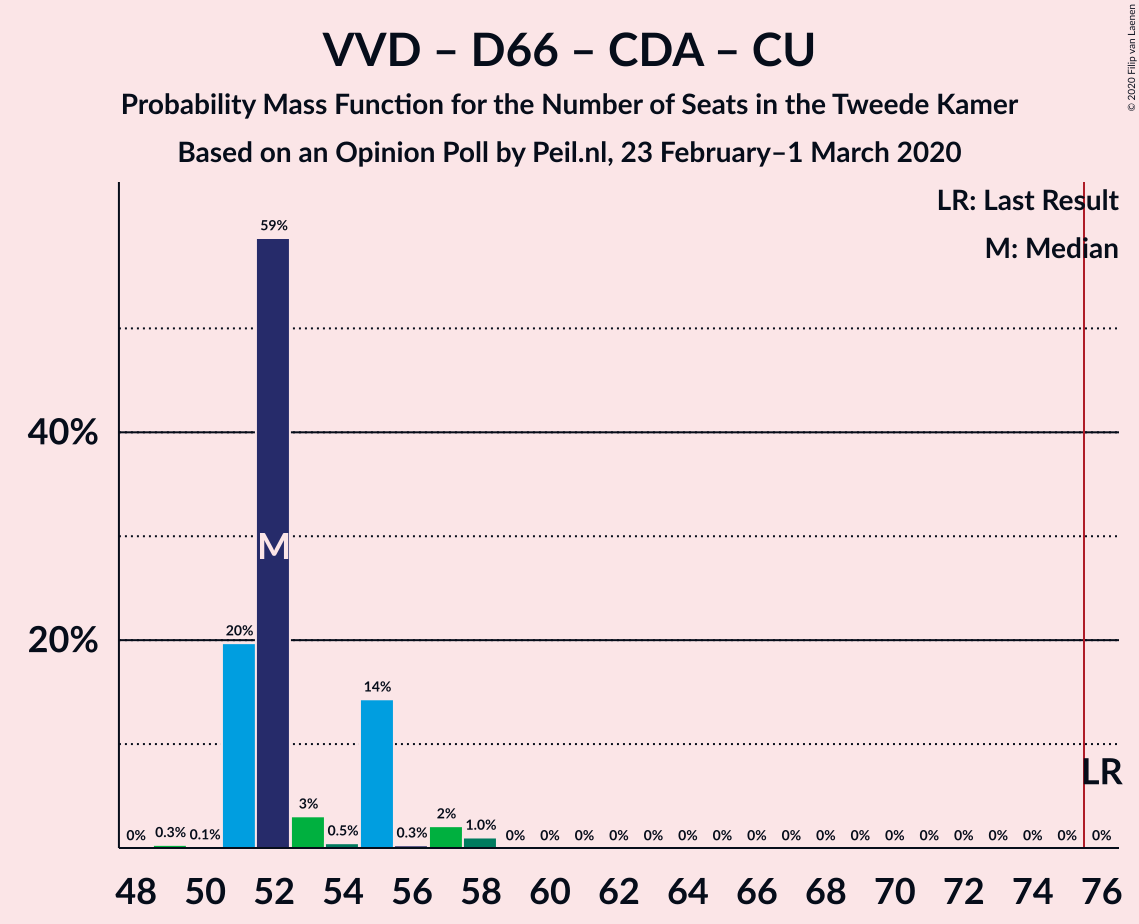 VVD – D66 – CDA – CU
Probability Mass Function for the Number of Seats in the Tweede Kamer
Based on an Opinion Poll by Peil.nl, 23 February–1 March 2020
© 2020 Filip van Laenen
LR: Last Result
M: Median
59%
40%
M
20%
20%
14%
LR
0% 0.3% 0.1% 3% 0.5% 0.3% 2% 1.0% 0% 0% 0% 0% 0% 0% 0% 0% 0% 0% 0% 0% 0% 0% 0% 0% 0% 0%
48 50 52 54 56 58 60 62 64 66 68 70 72 74 76